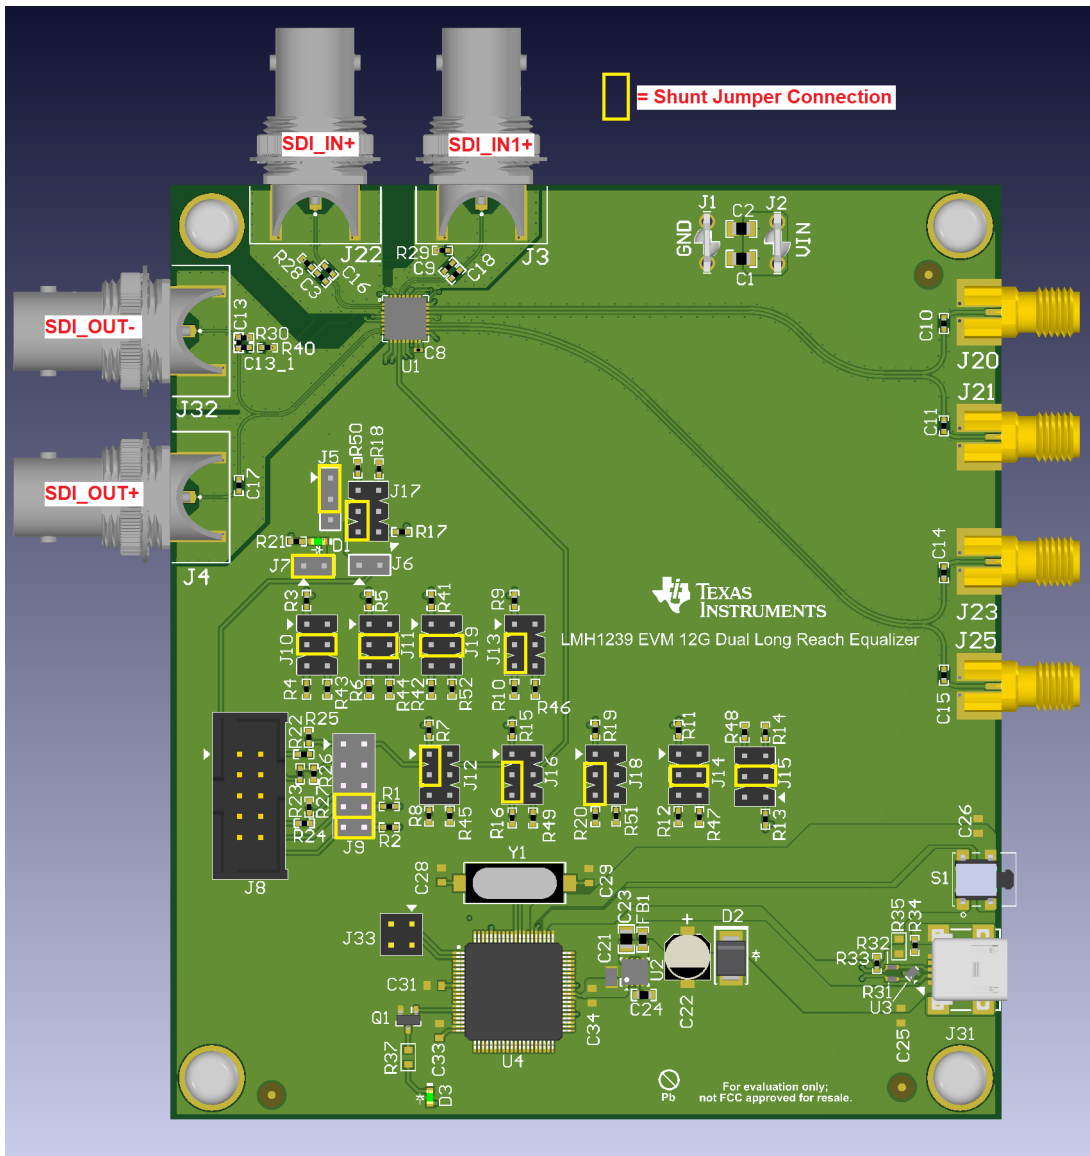 = Shunt Jumper Connection
SDI_IN+
SDI_IN1+
J22
J3
R28
C3
C16
R29
C9
C18
J1
C2
J2
GND
VIN
C1
SDI_OUT-
C13
R30
R40
C13_1
J32
C8
U1
C10
J20
J21
C11
SDI_OUT+
C17
J4
J5
R50
R18
J17
R17
R21
D1
J7
J6
C14
J23
J25
C15
TEXAS
INSTRUMENTS
LMH1239 EVM 12G Dual Long Reach Equalizer
R3
R5
R41
R9
J10
J11
J19
J13
R4
R43
R6
R44
R42
R52
R10
R46
R22
R25
R26
R23
R27
R24
J8
R1
R2
J9
R7
R15
R19
R11
R48
R14
J12
J16
J18
J14
J15
R8
R45
R16
R49
R20
R51
R12
R47
R13
C26
Y1
C28
C29
S1
J33
C23
FB1
D2
+
C21
U2
C24
C22
C31
C34
Q1
C33
R37
U4
D3
R35
R34
R32
R33
R31
U3
C25
J31
Pb
For evaluation only;
not FCC approved for resale.